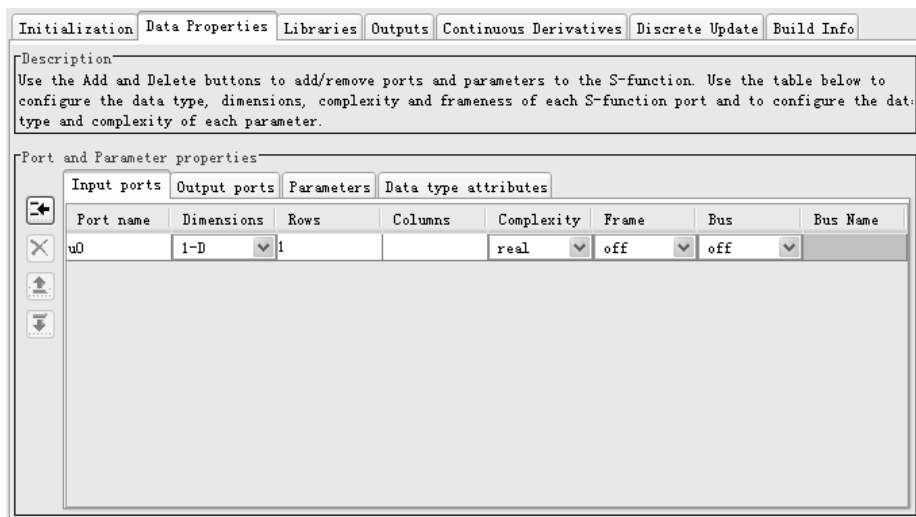 Initialization Data Properties Libraries Outputs Continuous Derivatives Discrete Update Build Info
Description
Use the Add and Delete buttons to add/remove ports and parameters to the S-function. Use the table below to
configure the data type, dimensions, complexity and frameness of each S-function port and to configure the dat
type and complexity of each parameter.
Port and Parameter properties
Input ports Output ports Parameters Data type attributes
Port name Dimensions Rows Columns Complexity Frame Bus Bus Name
u0 1-D 1 real off off